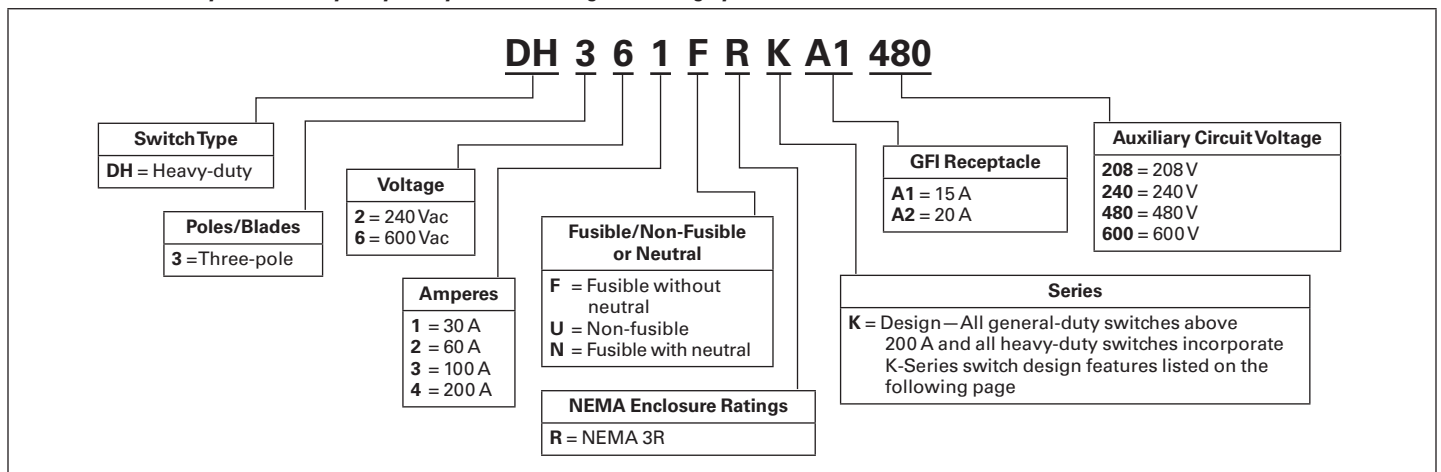 DH 3 6 1 F R K A1 480
Switch Type
DH = Heavy-duty
Poles/Blades
3 = Three-pole
Voltage
2 = 240 Vac
6 = 600 Vac
Amperes
1 = 30 A
2 = 60 A
3 = 100 A
4 = 200 A
Fusible/Non-Fusible
or Neutral
F = Fusible without
neutral
U = Non-fusible
N = Fusible with neutral
NEMA Enclosure Ratings
R = NEMA 3R
GFI Receptacle
A1 = 15 A
A2 = 20 A
Series
K = Design—All general-duty switches above
200 A and all heavy-duty switches incorporate
K-Series switch design features listed on the
following page
Auxiliary Circuit Voltage
208 = 208 V
240 = 240 V
480 = 480 V
600 = 600 V